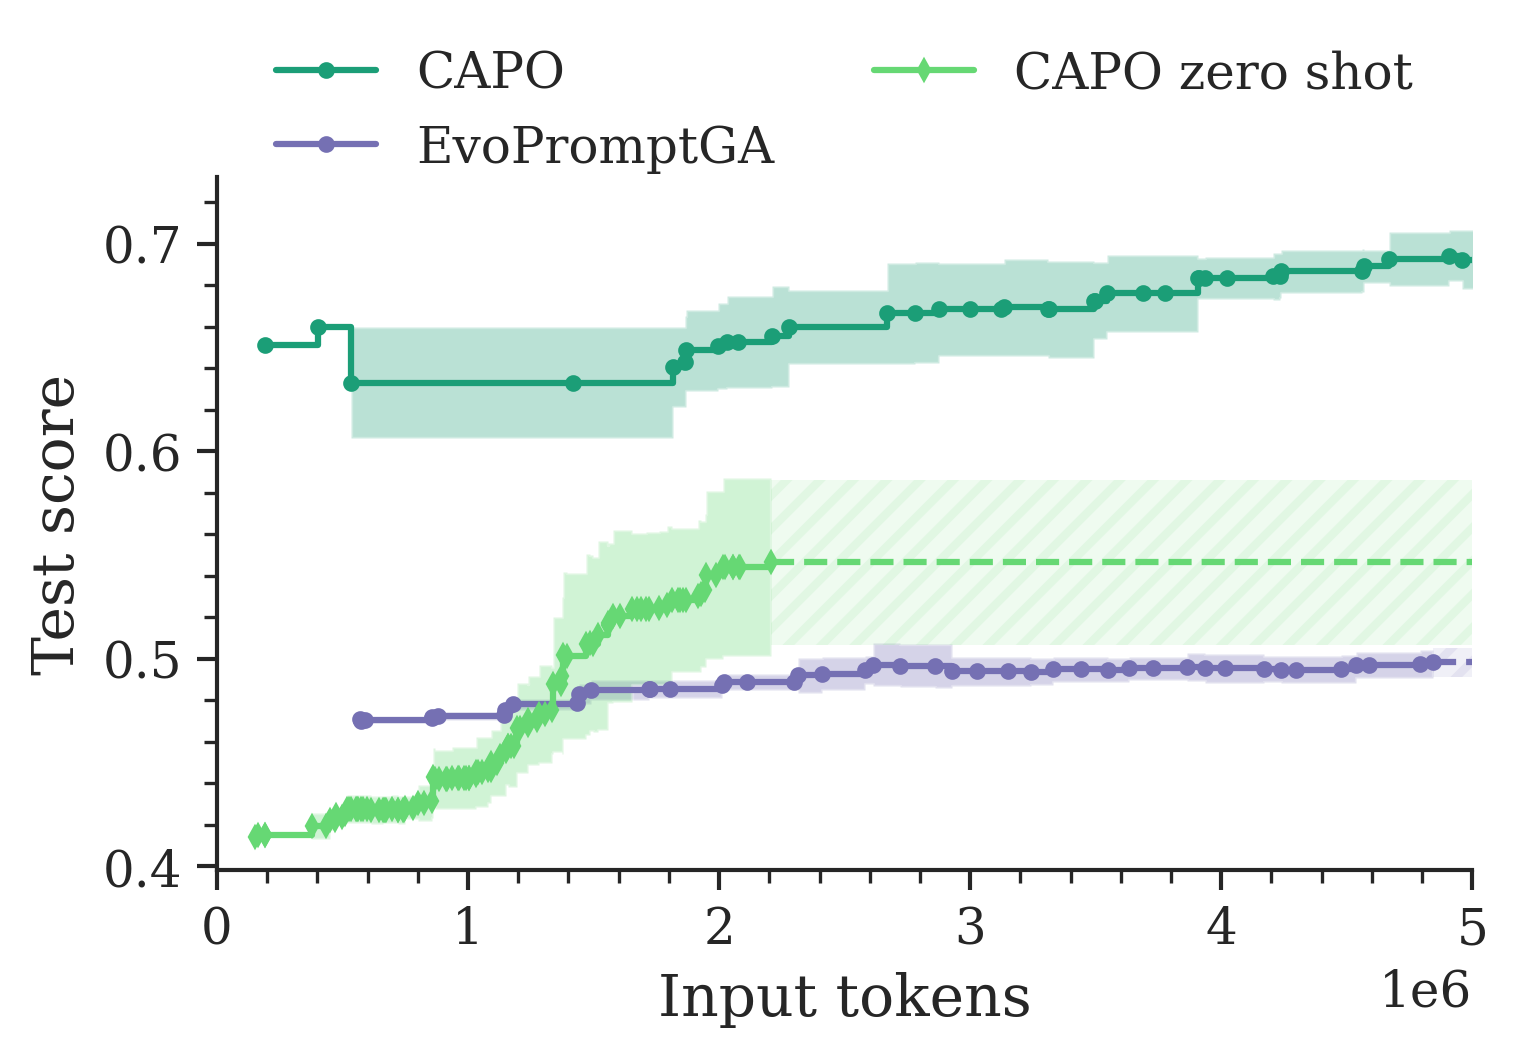 CAPO
CAPO zero shot
EvoPromptGA
Test score
0.7
0.6
0.5
0.4
0 1 2 3 4 5
Input tokens
1e6